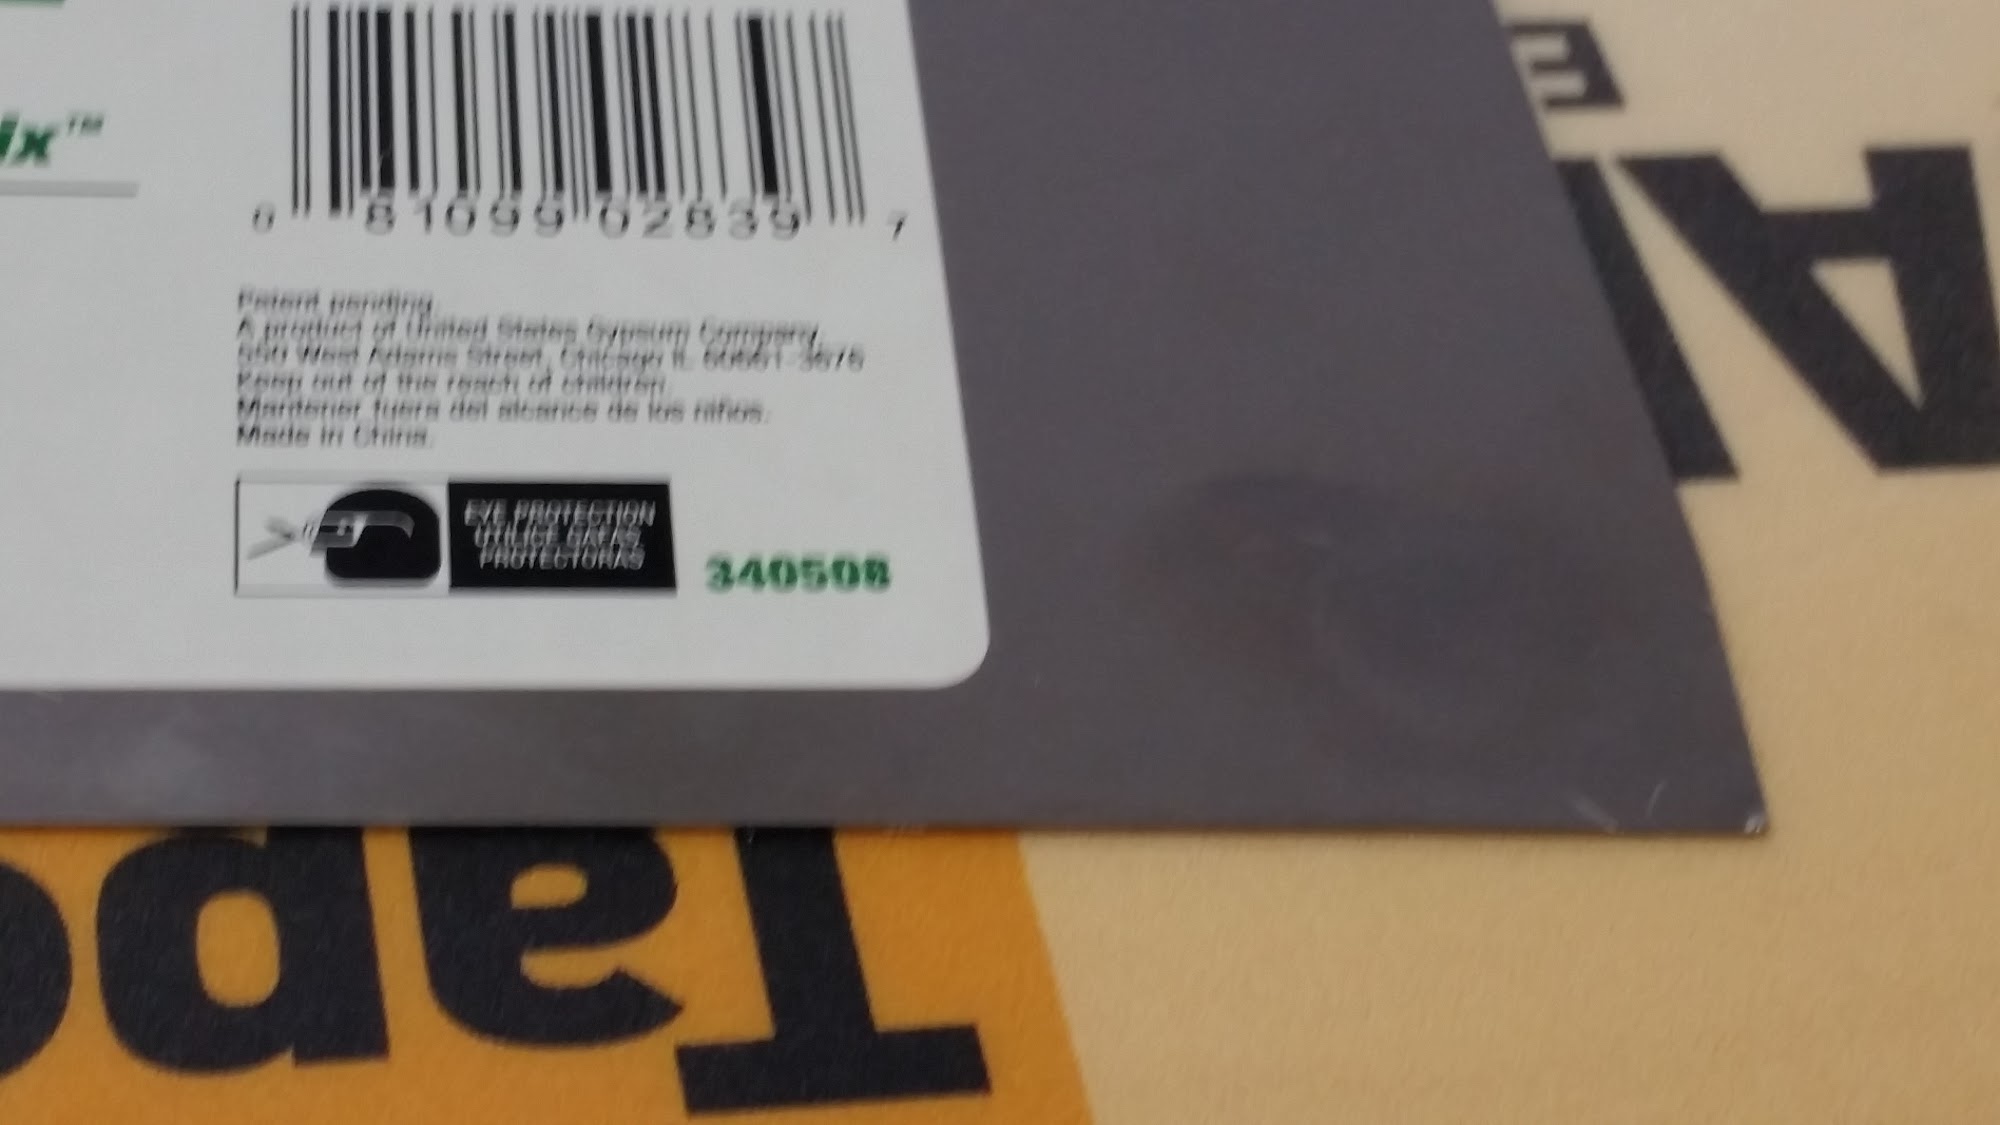 ix™
0 81099 02839 7
Patent pending.
A product of United States Gypsum Company,
550 West Adams Street, Chicago IL 60661-3676
Keep out of the reach of children.
Mantener fuera del alcance de los niños.
Made in China.
EYE PROTECTION
UTILICE GAFAS
PROTECTORAS
340508
E
Tape